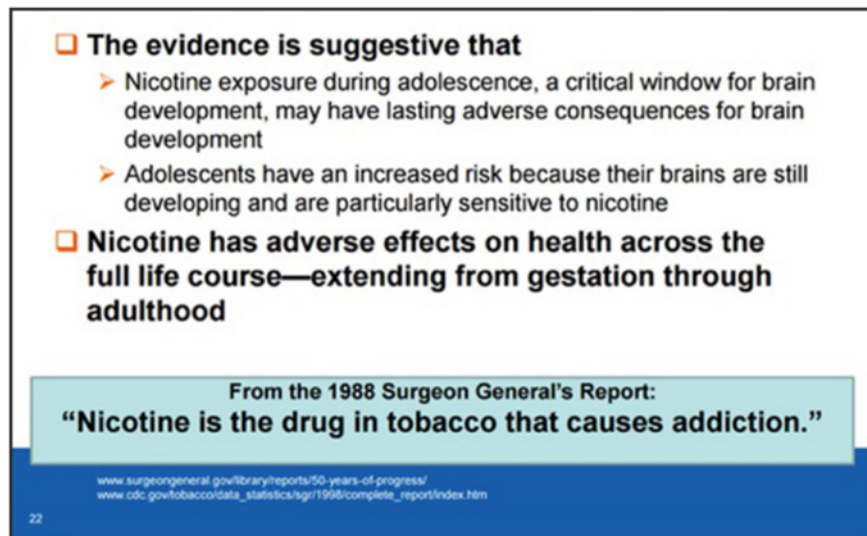 The evidence is suggestive that
Nicotine exposure during adolescence, a critical window for brain
development, may have lasting adverse consequences for brain
development
Adolescents have an increased risk because their brains are still
developing and are particularly sensitive to nicotine
Nicotine has adverse effects on health across the
full life course—extending from gestation through
adulthood
From the 1988 Surgeon General's Report:
“Nicotine is the drug in tobacco that causes addiction.”
www.surgeongeneral.gov/library/reports/50-years-of-progress/
www.cdc.gov/tobacco/data_statistics/sgr/1998/complete_report/index.htm
22